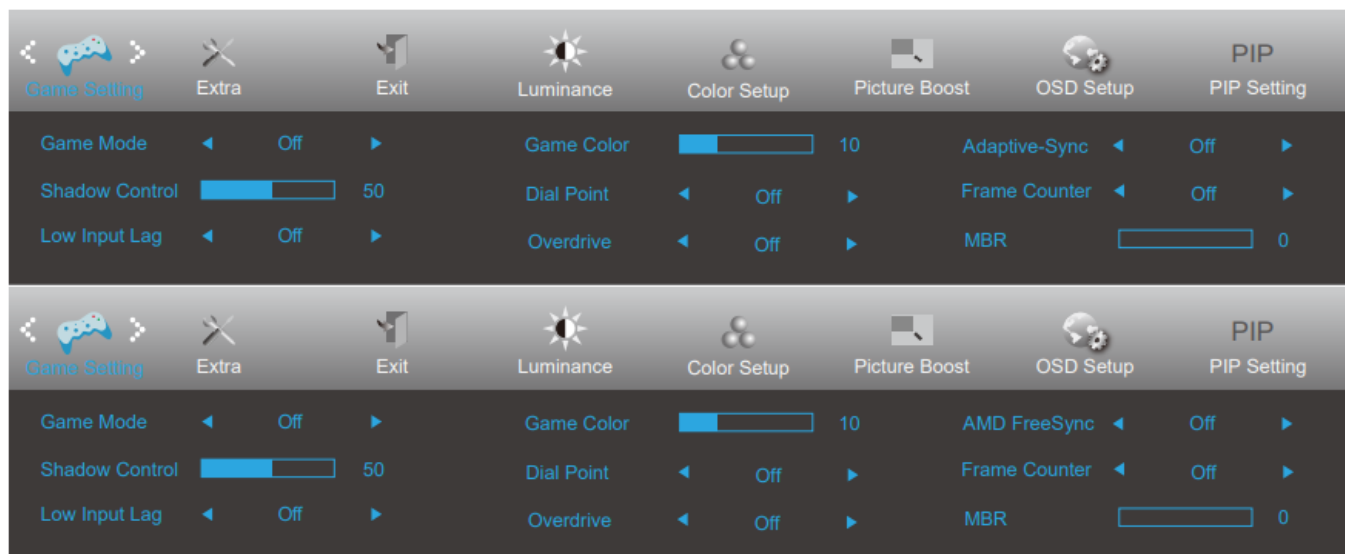 PIP
Game Setting Extra Exit Luminance Color Setup Picture Boost OSD Setup PIP Setting
Game Mode Off Game Color 10 Adaptive-Sync Off
Shadow Control 50 Dial Point Off Frame Counter Off
Low Input Lag Off Overdrive Off MBR 0
PIP
Game Setting Extra Exit Luminance Color Setup Picture Boost OSD Setup PIP Setting
Game Mode Off Game Color 10 AMD FreeSync Off
Shadow Control 50 Dial Point Off Frame Counter Off
Low Input Lag Off Overdrive Off MBR 0